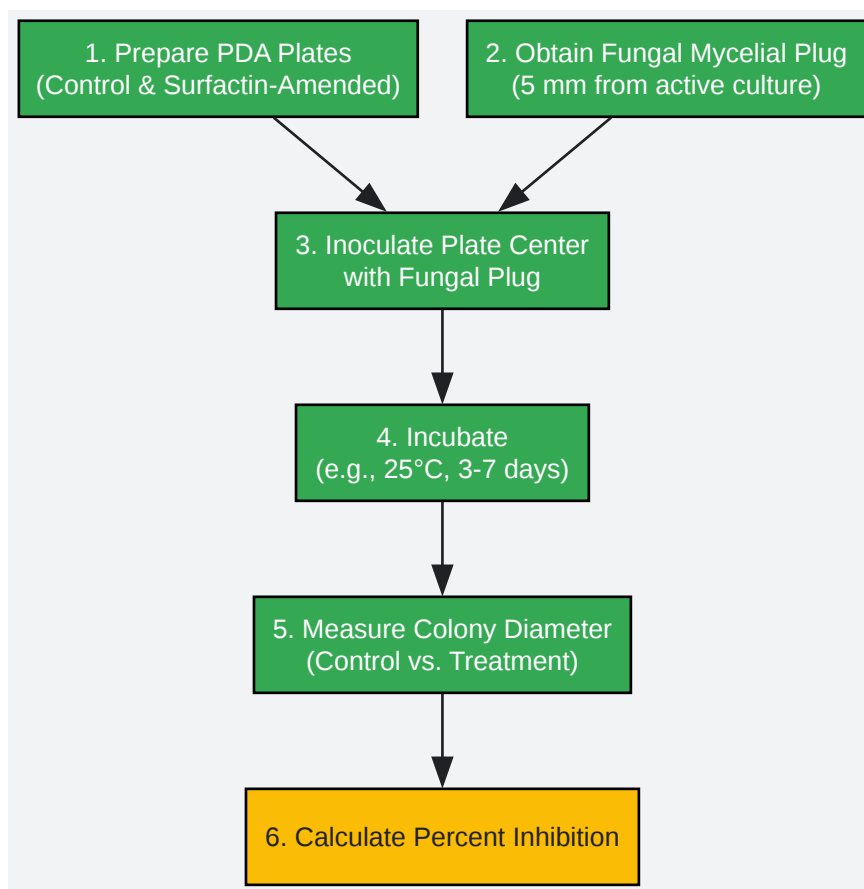 1. Prepare PDA Plates
(Control & Surfactin-Amended)
2. Obtain Fungal Mycelial Plug
(5 mm from active culture)
3. Inoculate Plate Center
with Fungal Plug
4. Incubate
(e.g., 25°C, 3-7 days)
5. Measure Colony Diameter
(Control vs. Treatment)
6. Calculate Percent Inhibition